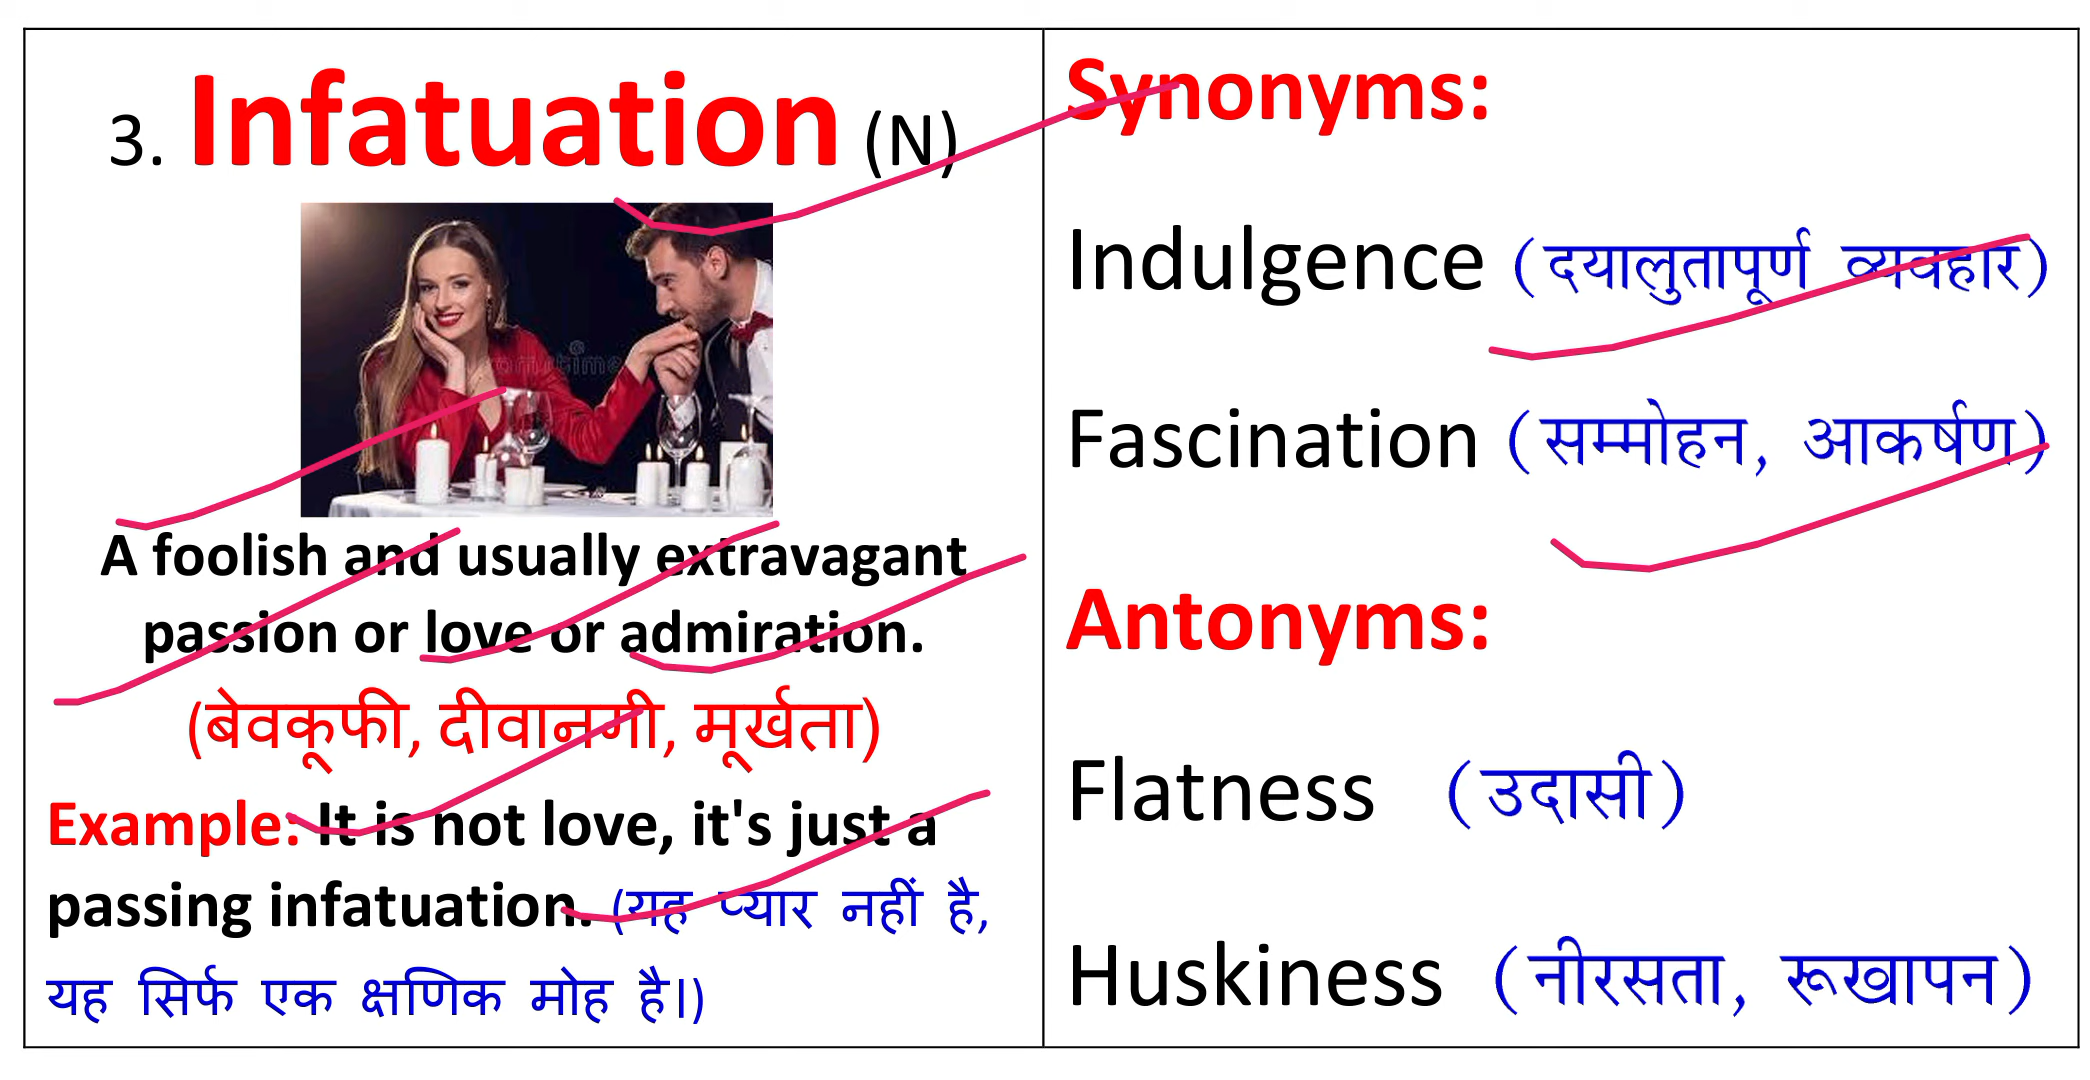 3. Infatuation (N)
A foolish and usually extravagant
passion or love or admiration.
(बेवकूफी, दीवानगी, मूर्खता)
Example: It is not love, it's just a
passing infatuation. (यह प्यार नहीं है,
यह सिर्फ एक क्षणिक मोह है।)
Synonyms:
Indulgence (दयालुतापूर्ण व्यवहार)
Fascination (सम्मोहन, आकर्षण)
Antonyms:
Flatness (उदासी)
Huskiness (नीरसता, रूखापन)